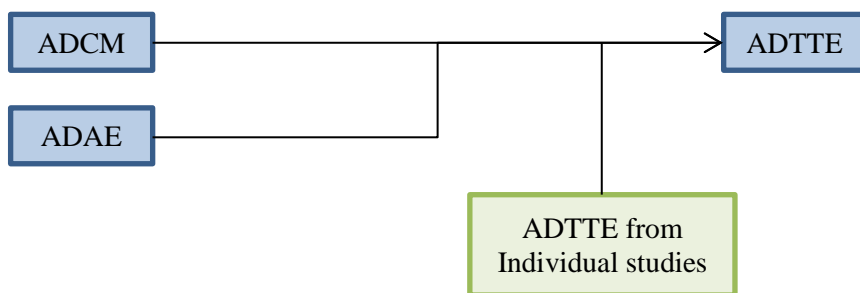 ADCM
ADTTE
ADAE
ADTTE from
Individual studies